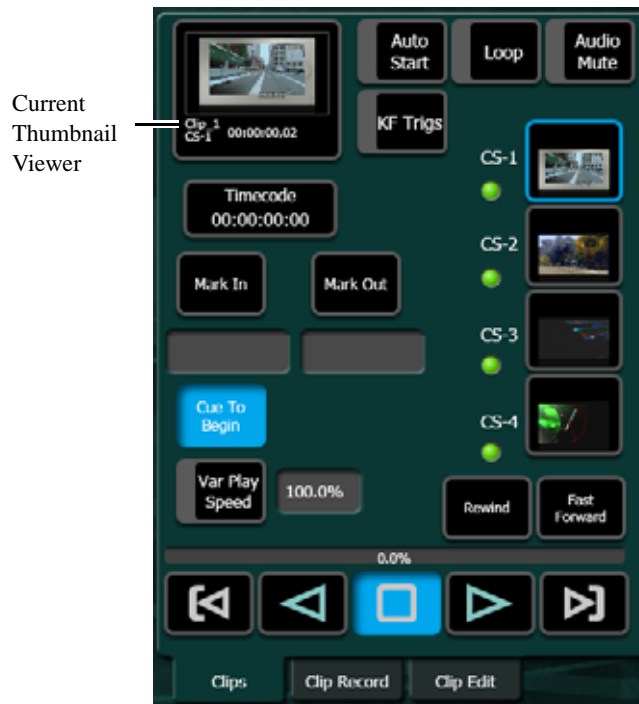 Current
Thumbnail
Viewer
Clip_1
CS-1 00:00:00.02
Auto
Start
Loop
Audio
Mute
KF Trigs
CS-1
Timecode
00:00:00:00
CS-2
Mark In
Mark Out
CS-3
Cue To
Begin
CS-4
Var Play
Speed
100.0%
Rewind
Fast
Forward
0.0%
Clips
Clip Record
Clip Edit